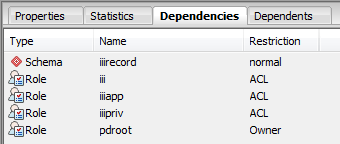 Properties Statistics Dependencies Dependents
Type Name Restriction
Schema iiirecord normal
Role iii ACL
Role iiiapp ACL
Role iiipriv ACL
Role pdroot Owner